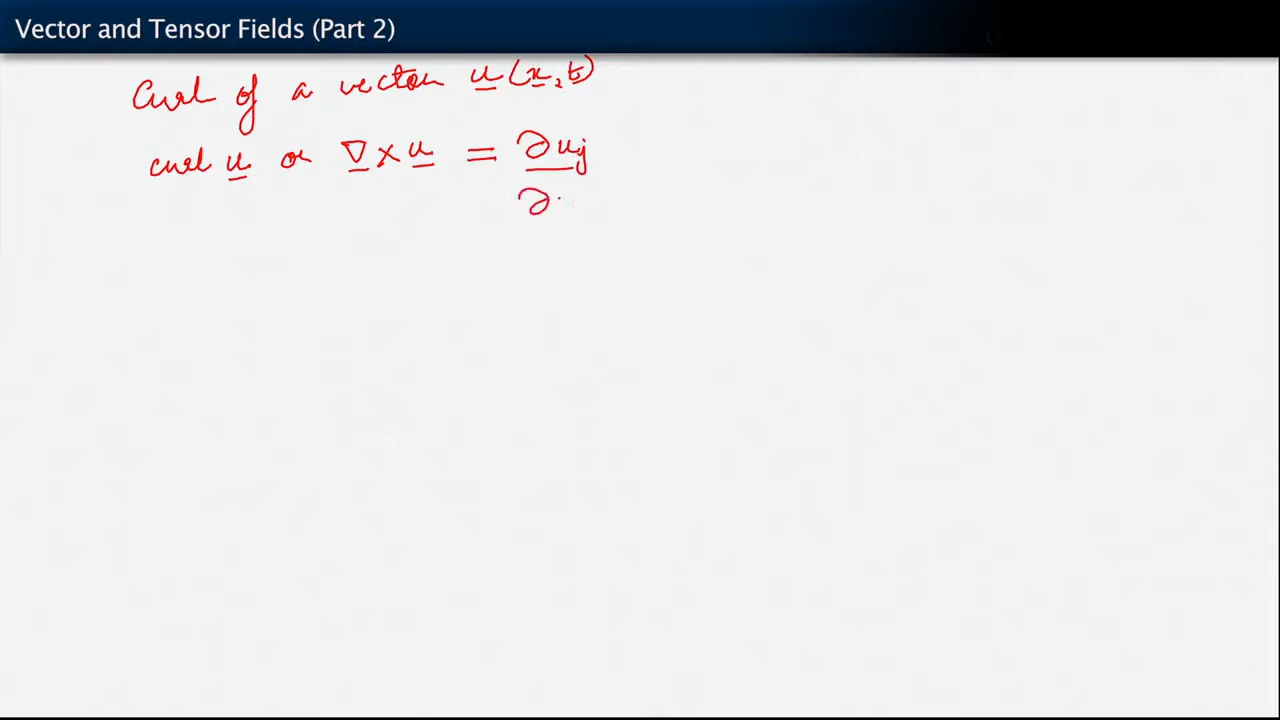 Vector and Tensor Fields (Part 2)
Curl of a vector u(x, t)
curl u or ∇ × u = ∂uj
∂